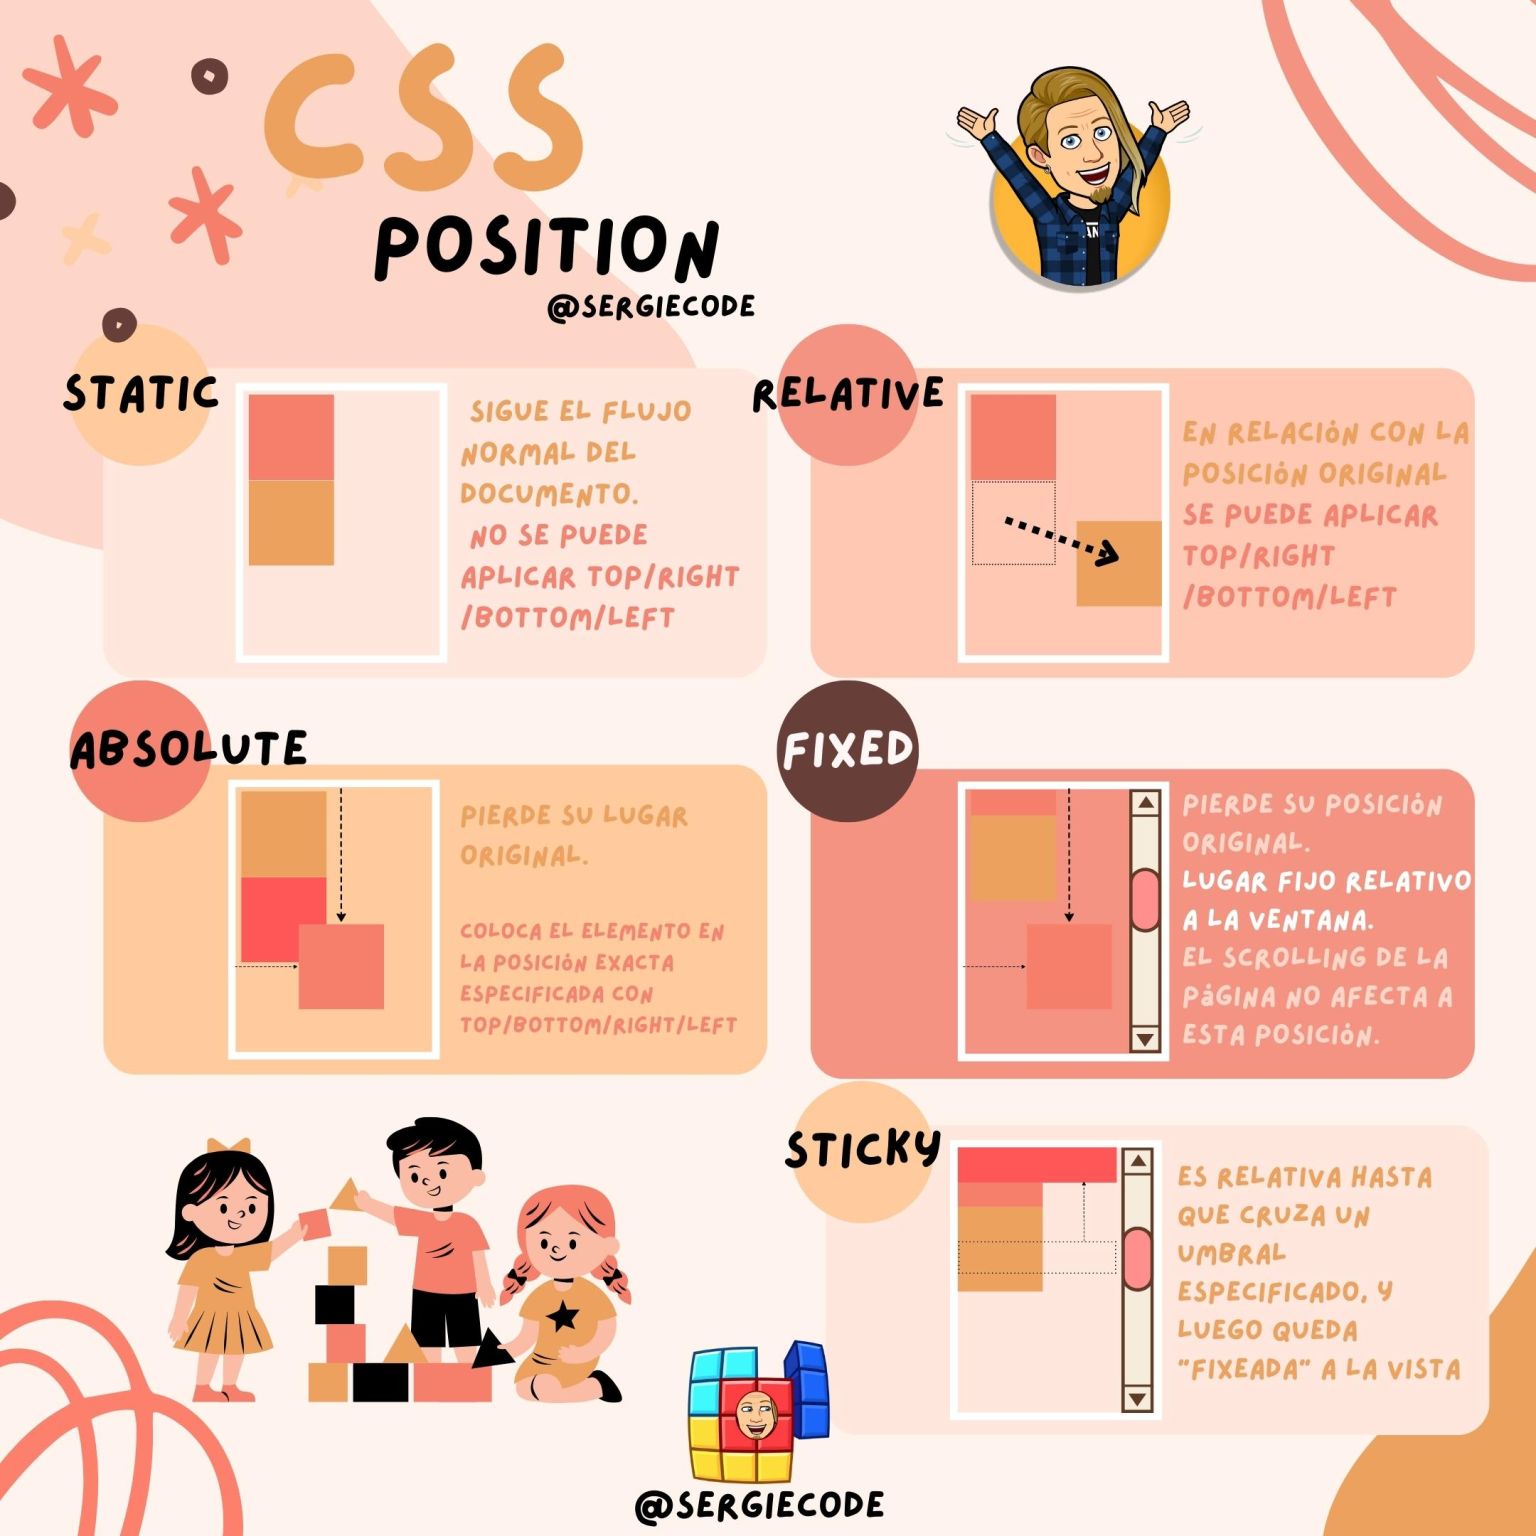 CSS
POSITION
@SERGIECODE
STATIC
SIGUE EL FLUJO
NORMAL DEL
DOCUMENTO.
NO SE PUEDE
APLICAR TOP/RIGHT
/BOTTOM/LEFT
RELATIVE
EN RELACIÓN CON LA
POSICIÓN ORIGINAL
SE PUEDE APLICAR
TOP/RIGHT
/BOTTOM/LEFT
ABSOLUTE
PIERDE SU LUGAR
ORIGINAL.
COLOCA EL ELEMENTO EN
LA POSICIÓN EXACTA
ESPECIFICADA CON
TOP/BOTTOM/RIGHT/LEFT
FIXED
PIERDE SU POSICIÓN
ORIGINAL.
LUGAR FIJO RELATIVO
A LA VENTANA.
EL SCROLLING DE LA
PÁGINA NO AFECTA A
ESTA POSICIÓN.
STICKY
ES RELATIVA HASTA
QUE CRUZA UN
UMBRAL
ESPECIFICADO, Y
LUEGO QUEDA
"FIXEADA" A LA VISTA
@SERGIECODE